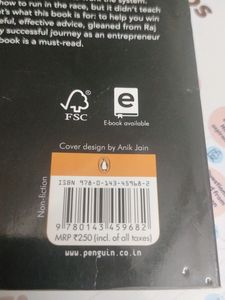 how to run in the race, but it didn't teach
at's what this book is for: to help you win
ful, effective advice, gleaned from Raj
y successful journey as an entrepreneur
book is a must-read.
FSC
e
E-book available
Cover design by Anik Jain
Non-fiction
ISBN 978-0-143-45968-2
9 780143 459682
MRP ₹250 (incl. of all taxes)
www.penguin.co.in